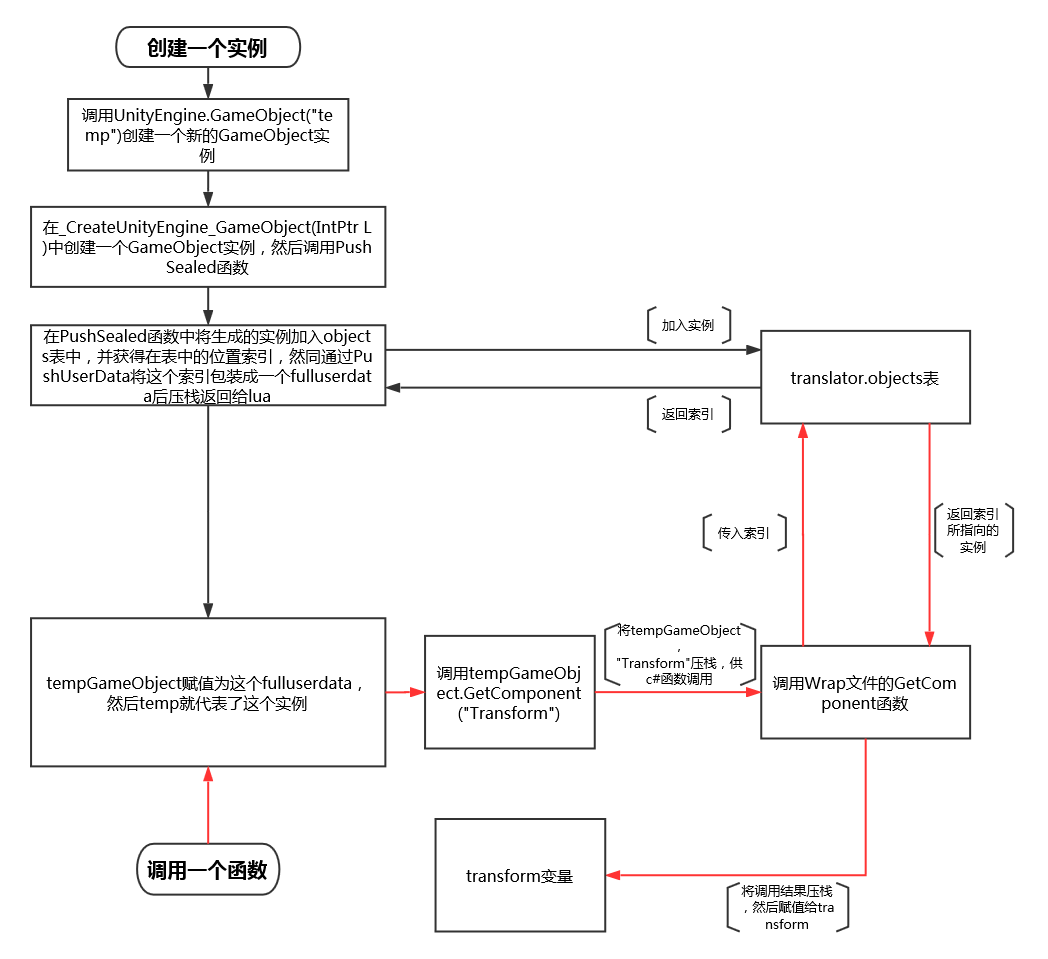 创建一个实例
调用UnityEngine.GameObject("te
mp")创建一个新的GameObject实
例
在_CreateUnityEngine_GameObject(IntPtr L
)中创建一个GameObject实例，然后调用Push
Sealed函数
在PushSealed函数中将生成的实例加入object
s表中，并获得在表中的位置索引，然同通过Pu
shUserData将这个索引包装成一个fulluserdat
a后压栈返回给lua
加入实例
translator.objects表
返回索引
传入索引
返回索引
所指向的
实例
tempGameObject赋值为这个fulluserdata，
然后temp就代表了这个实例
调用tempGameObj
ect.GetComponent
("Transform")
将tempGameObject
，
"Transform"压栈，供
c#函数调用
调用Wrap文件的GetCom
ponent函数
调用一个函数
transform变量
将调用结果压栈
，然后赋值给tra
nsform